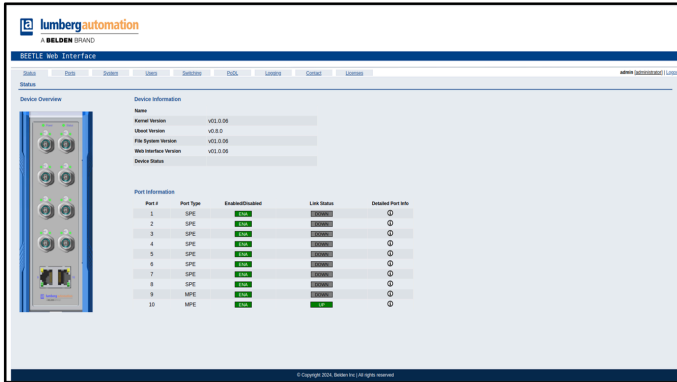 lumbergautomation
A BELDEN BRAND
BEETLE Web Interface
Status Ports System Users Switching PoDL Logging Contact Licenses admin [administrator] | Logout
Status
Device Overview
Device Information
Name
Kernel Version v01.0.06
Uboot Version v0.8.0
File System Version v01.0.06
Web Interface Version v01.0.06
Device Status
Port Information
Port # Port Type Enabled/Disabled Link Status Detailed Port Info
1 SPE ENA DOWN
2 SPE ENA DOWN
3 SPE ENA DOWN
4 SPE ENA DOWN
5 SPE ENA DOWN
6 SPE ENA DOWN
7 SPE ENA DOWN
8 SPE ENA DOWN
9 MPE ENA DOWN
10 MPE ENA UP
© Copyright 2024, Belden Inc | All rights reserved